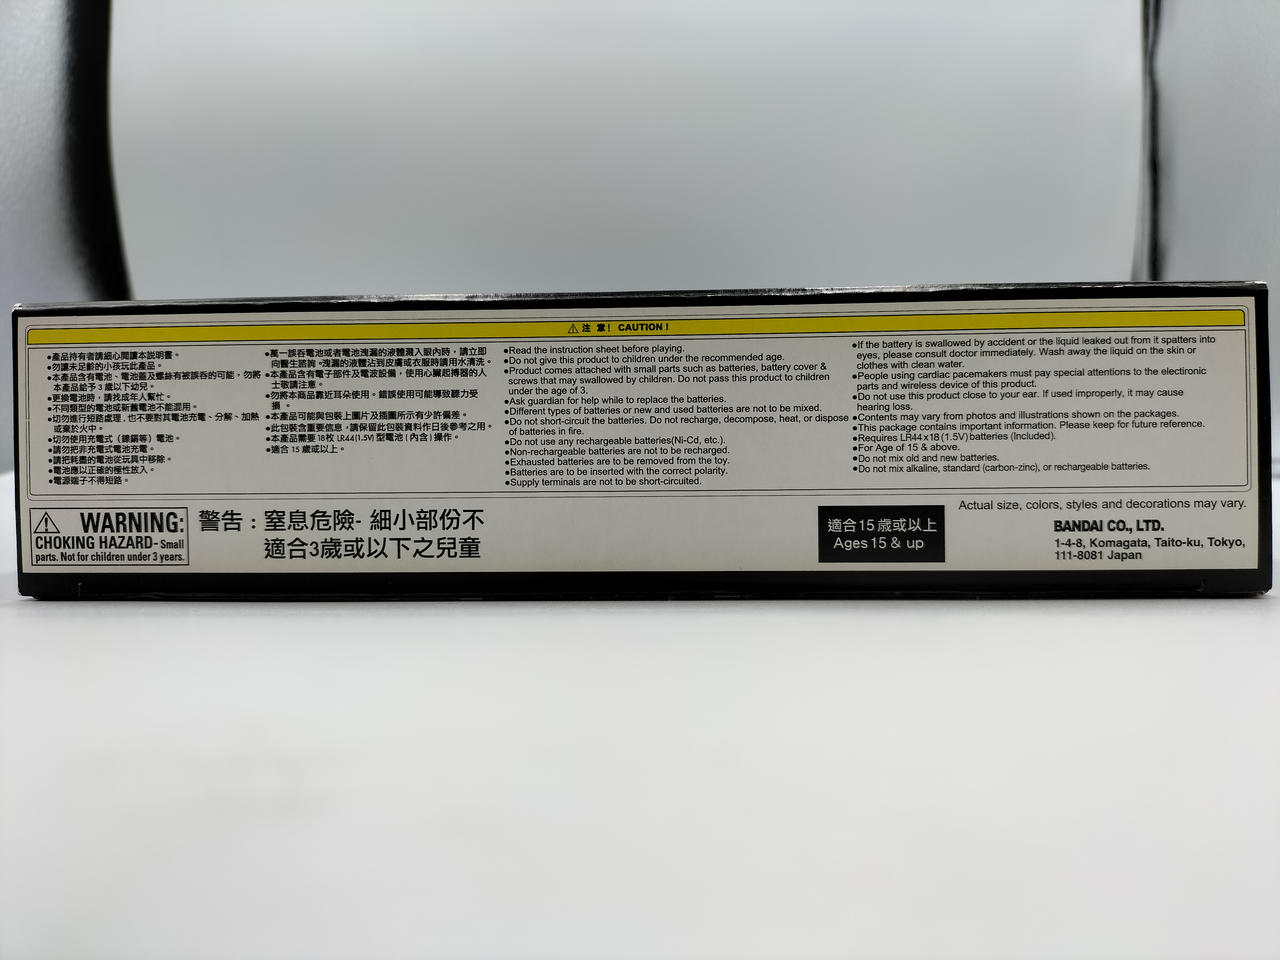 注 意! CAUTION!
●產品持有者請細心閲讀本説明書。
●勿讓未足齡的小孩玩此產品。
●本產品含有電池、電池蓋及螺絲有被誤吞的可能，勿將
本產品給予3歲以下幼兒。
●更換電池時，請找成年人幫忙。
●不同類型的電池或新舊電池不能混用。
●切勿進行短路處理，也不要對其電池充電、分解、加熱
或棄於火中。
●切勿使用充電式（鎳鎘等）電池。
●請勿把非充電式電池充電。
●請把耗盡的電池從玩具中移除。
●電池應以正確的極性放入。
●電源端子不得短路。
●萬一誤吞電池或者電池洩漏的液體濺入眼內時，請立即
向醫生諮詢。洩漏的液體沾到皮膚或衣服時請用水清洗。
●本產品含有電子部件及電波設備，使用心臟起搏器的人
士敬請注意。
●勿將本商品靠近耳朵使用。錯誤使用可能導致聽力受
損。
●本產品可能與包裝上圖片及插圖所示有少許偏差。
●此包裝含重要信息，請保留此包裝資料作日後參考之用。
●本產品需要18枚 LR44(1.5V) 型電池（內含）操作。
●適合 15 歲或以上。
●Read the instruction sheet before playing.
●Do not give this product to children under the recommended age.
●Product comes attached with small parts such as batteries, battery cover &
screws that may swallowed by children. Do not pass this product to children
under the age of 3.
●Ask guardian for help while to replace the batteries.
●Different types of batteries or new and used batteries are not to be mixed.
●Do not short-circuit the batteries. Do not recharge, decompose, heat, or dispose
of batteries in fire.
●Do not use any rechargeable batteries(Ni-Cd, etc.).
●Non-rechargeable batteries are not to be recharged.
●Exhausted batteries are to be removed from the toy.
●Batteries are to be inserted with the correct polarity.
●Supply terminals are not to be short-circuited.
●If the battery is swallowed by accident or the liquid leaked out from it spatters into
eyes, please consult doctor immediately. Wash away the liquid on the skin or
clothes with clean water.
●People using cardiac pacemakers must pay special attentions to the electronic
parts and wireless device of this product.
●Do not use this product close to your ear. If used improperly, it may cause
hearing loss.
●Contents may vary from photos and illustrations shown on the packages.
●This package contains important information. Please keep for future reference.
●Requires LR44 x 18 (1.5V) batteries (Included).
●For Age of 15 & above.
●Do not mix old and new batteries.
●Do not mix alkaline, standard (carbon-zinc), or rechargeable batteries.
WARNING:
CHOKING HAZARD- Small
parts. Not for children under 3 years.
警告：窒息危險- 細小部份不
適合3歲或以下之兒童
適合15歲或以上
Ages 15 & up
Actual size, colors, styles and decorations may vary.
BANDAI CO., LTD.
1-4-8, Komagata, Taito-ku, Tokyo,
111-8081 Japan